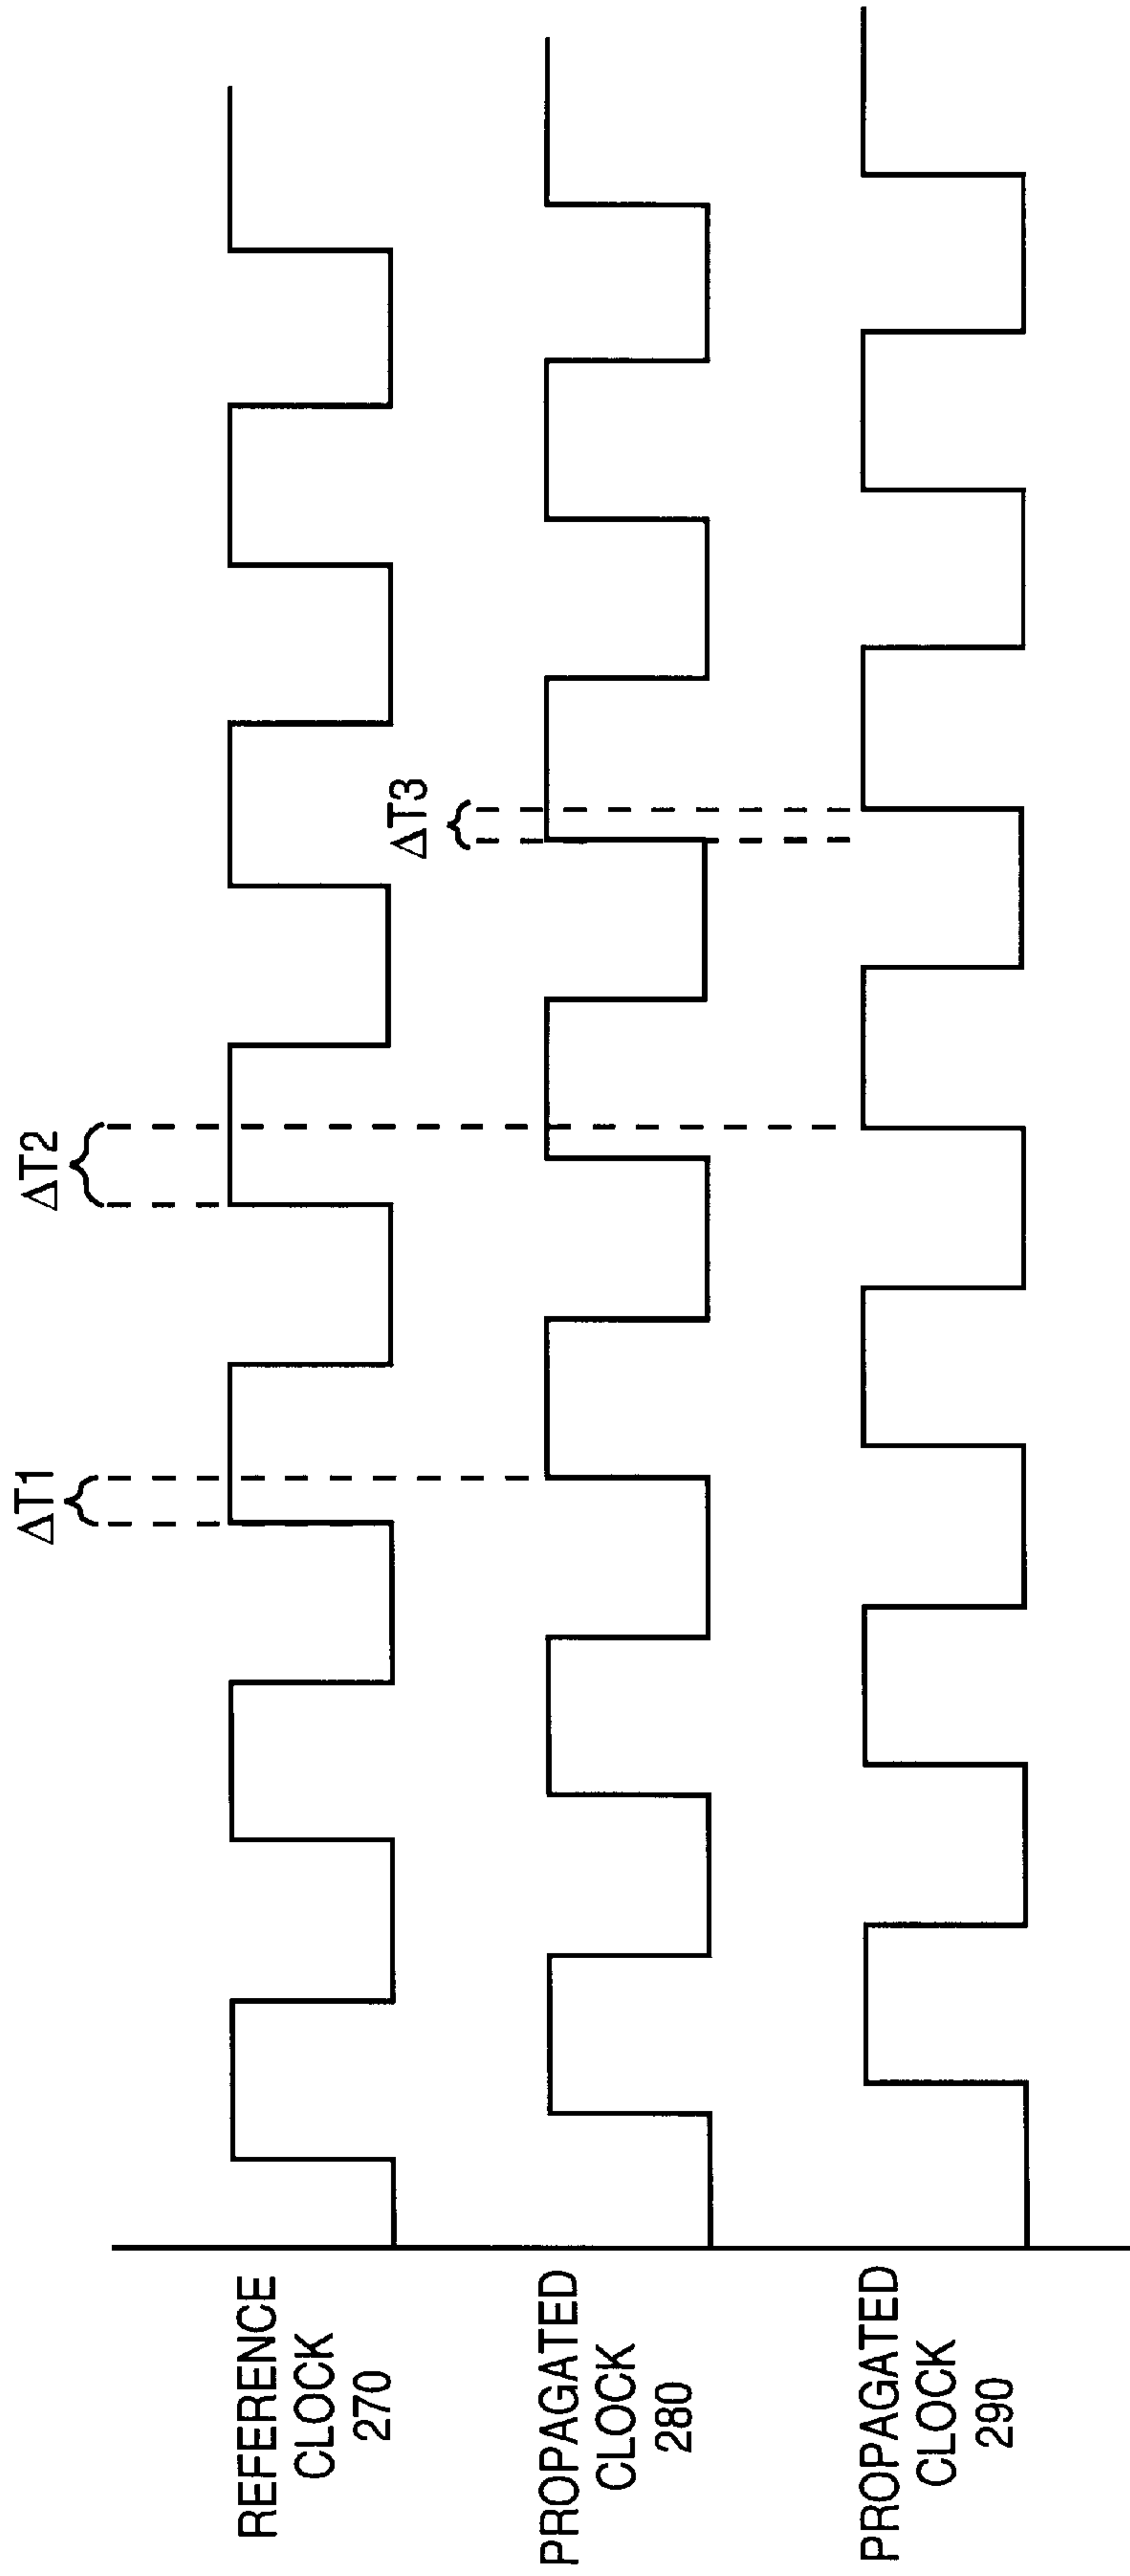 ΔT1
ΔT2
ΔT3
REFERENCE
CLOCK
270
PROPAGATED
CLOCK
280
PROPAGATED
CLOCK
290